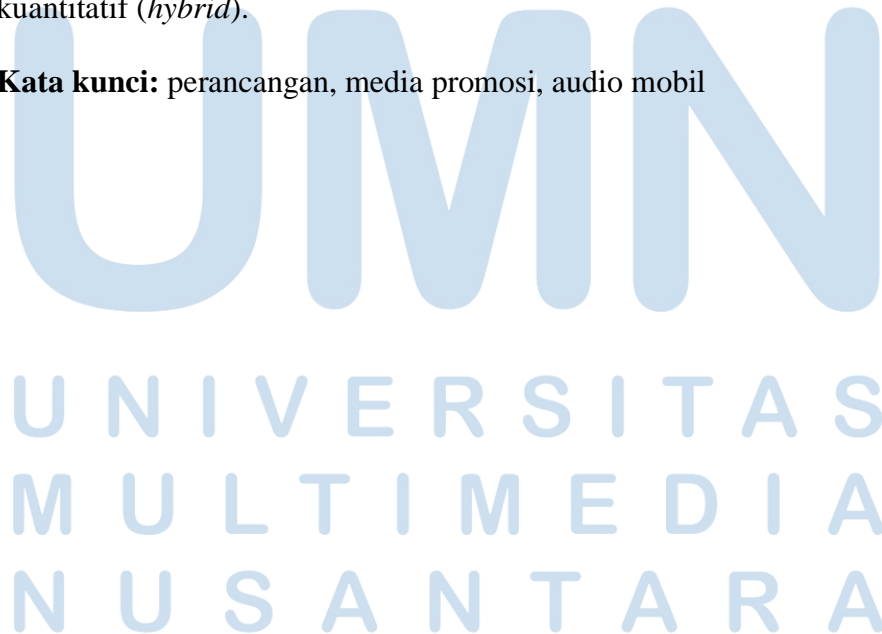 kuantitatif (hybrid).
Kata kunci: perancangan, media promosi, audio mobil
UMN
UNIVERSITAS
MULTIMEDIA
NUSANTARA